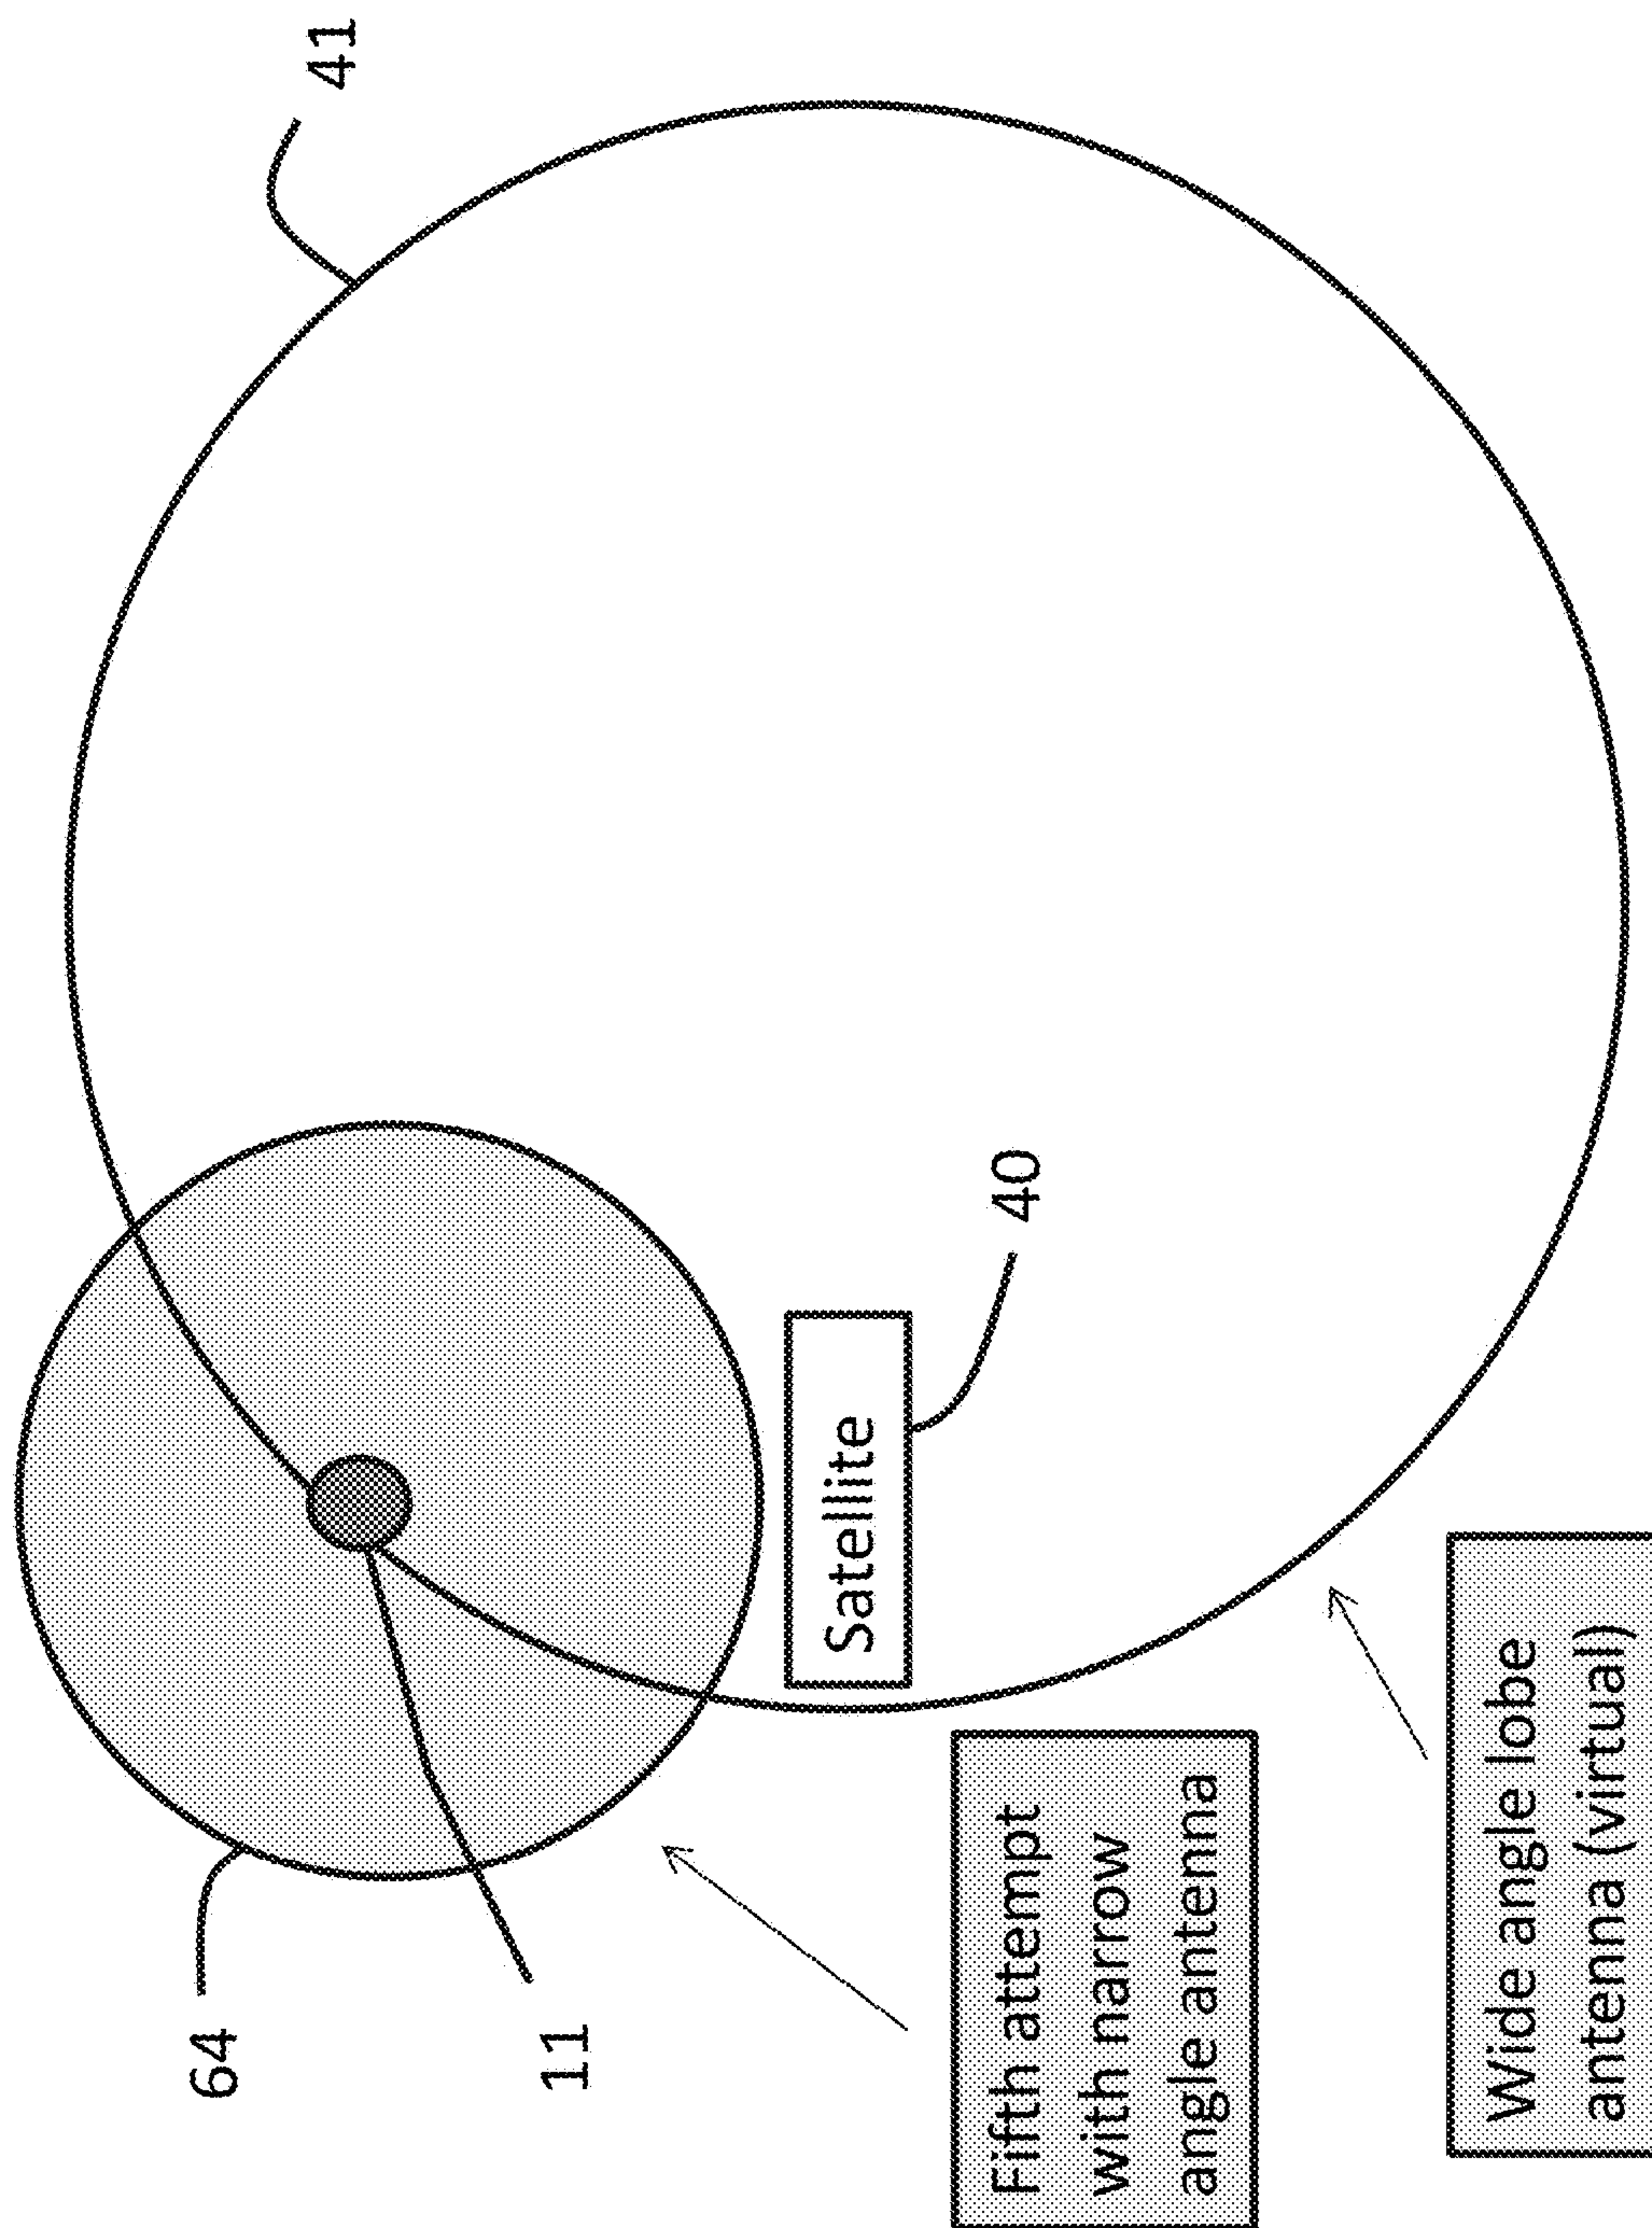 64
11
Fifth attempt
with narrow
angle antenna
Satellite
40
41
Wide angle lobe
antenna (virtual)